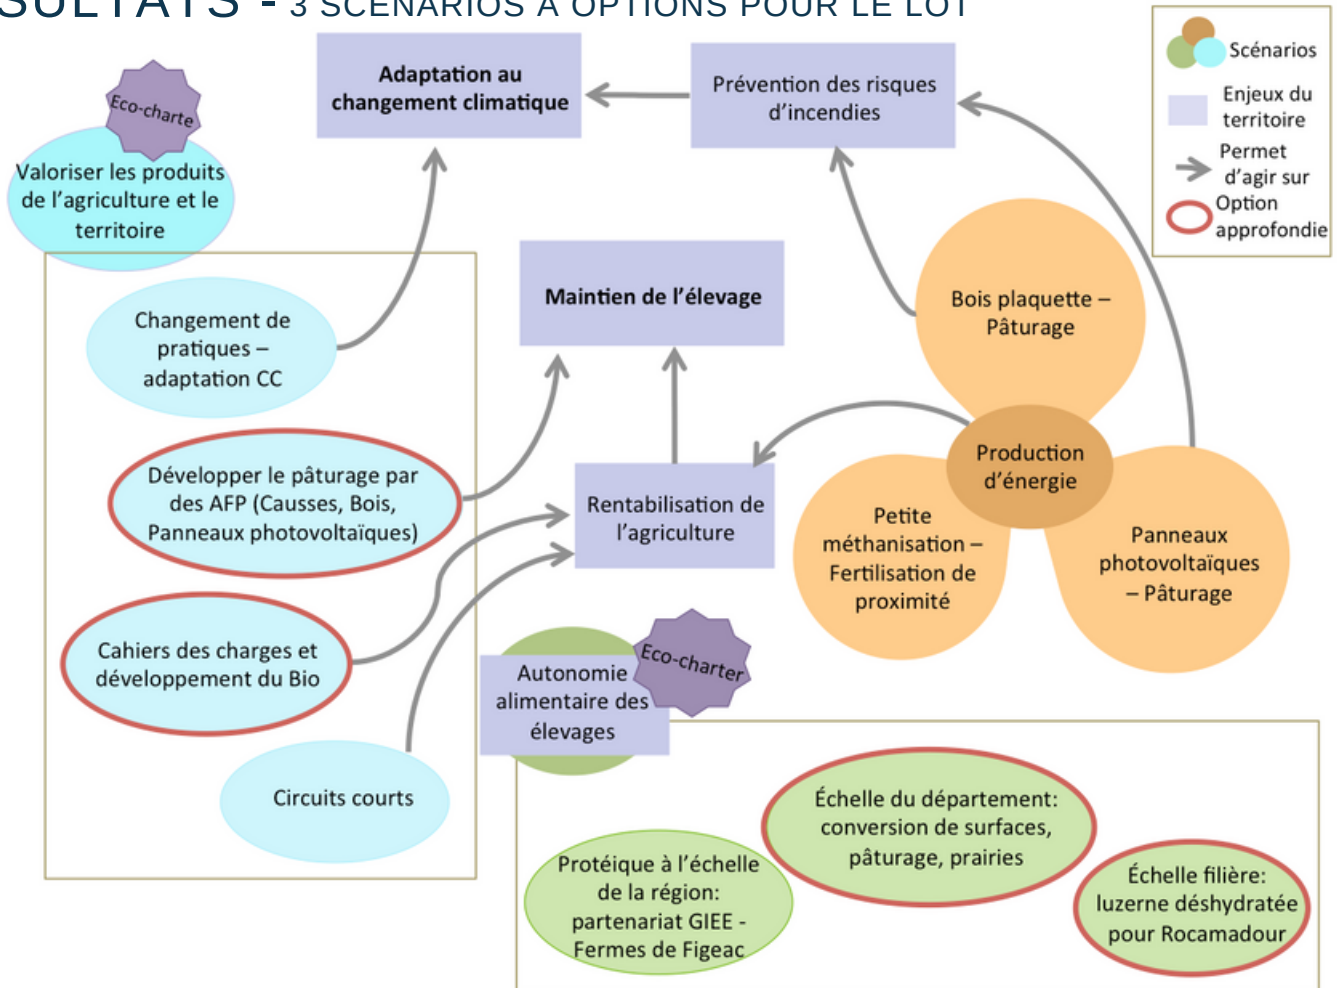 SULTATS - 3 SCÉNARIOS À OPTIONS POUR LE LOT
Adaptation au
changement climatique
Prévention des risques
d'incendies
Scénarios
Enjeux du
territoire
Permet
d'agir sur
Option
approfondie
Eco-charte
Valoriser les produits
de l'agriculture et le
territoire
Maintien de l'élevage
Changement de
pratiques –
adaptation CC
Bois plaquette –
Pâturage
Développer le pâturage par
des AFP (Causses, Bois,
Panneaux photovoltaïques)
Rentabilisation de
l'agriculture
Production
d'énergie
Petite
méthanisation –
Fertilisation de
proximité
Panneaux
photovoltaïques
– Pâturage
Cahiers des charges et
développement du Bio
Autonomie
alimentaire des
élevages
Eco-charter
Circuits courts
Protéique à l'échelle
de la région:
partenariat GIEE -
Fermes de Figeac
Échelle du département:
conversion de surfaces,
pâturage, prairies
Échelle filière:
luzerne déshydratée
pour Rocamadour